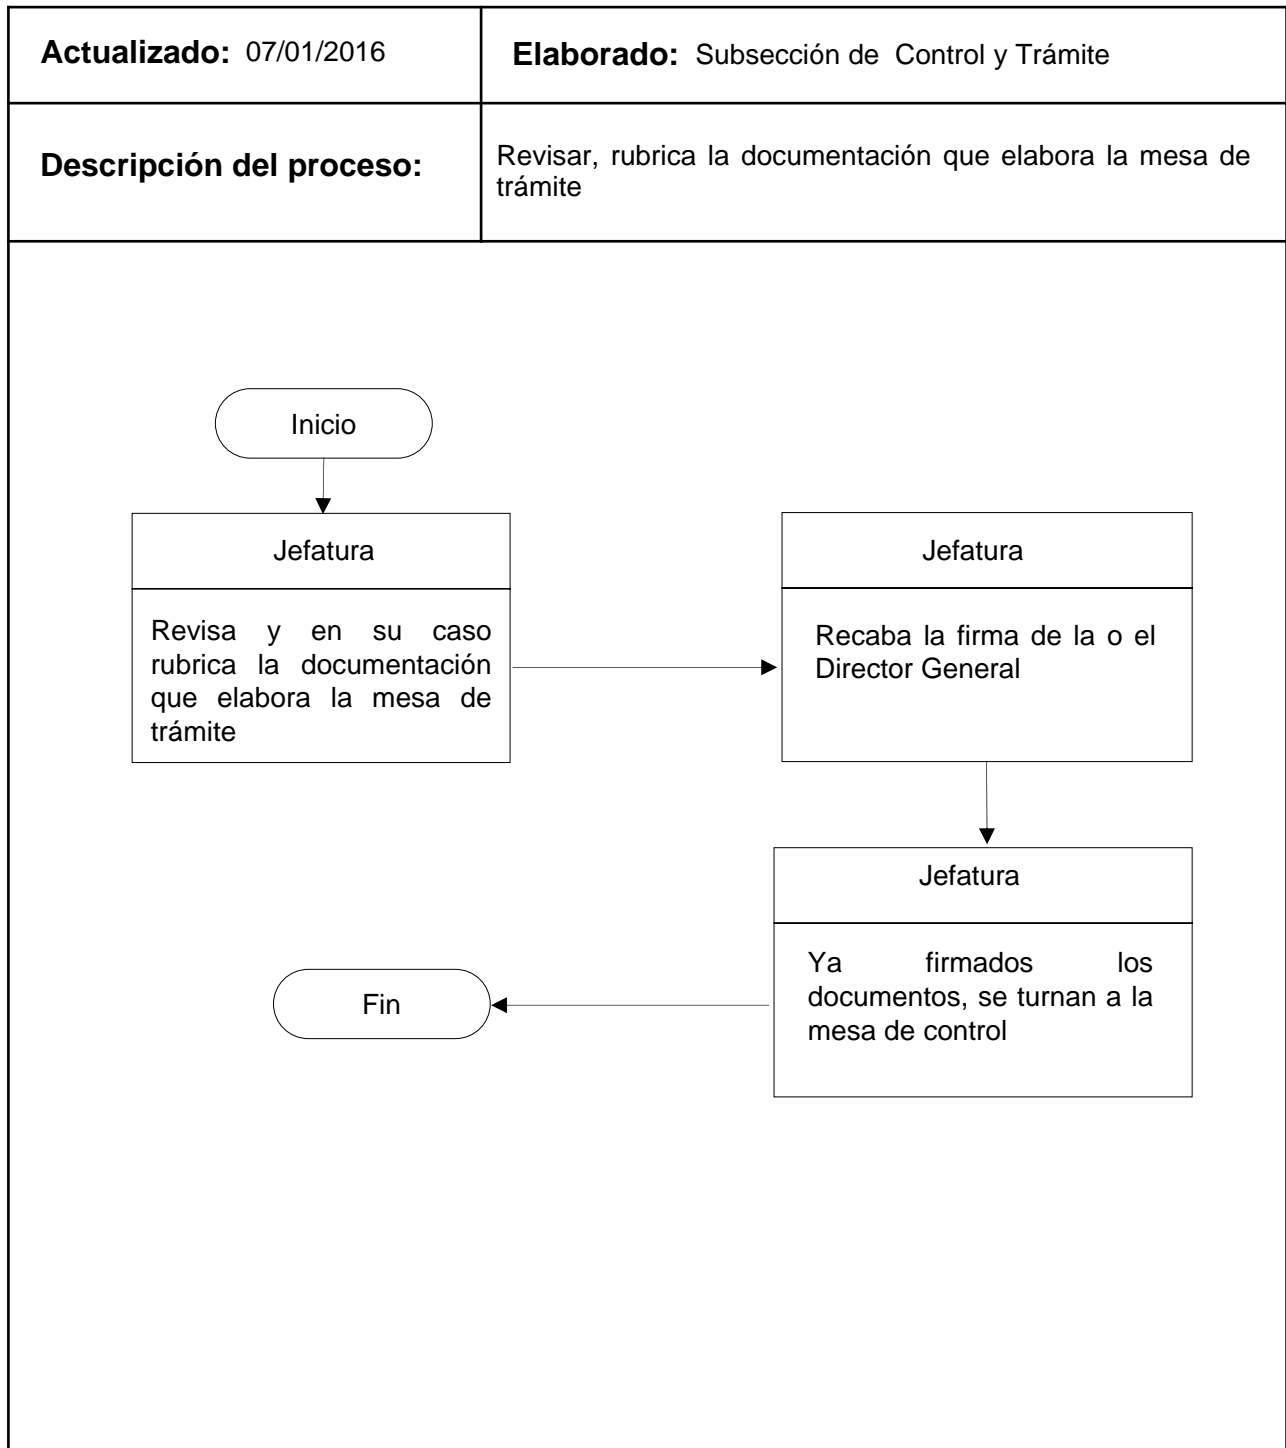 Actualizado: 07/01/2016
Elaborado: Subsección de Control y Trámite
Descripción del proceso:
Revisar, rubrica la documentación que elabora la mesa de
trámite
Inicio
Jefatura
Revisa y en su caso
rubrica la documentación
que elabora la mesa de
trámite
Jefatura
Recaba la firma de la o el
Director General
Jefatura
Ya firmados los
documentos, se turnan a la
mesa de control
Fin